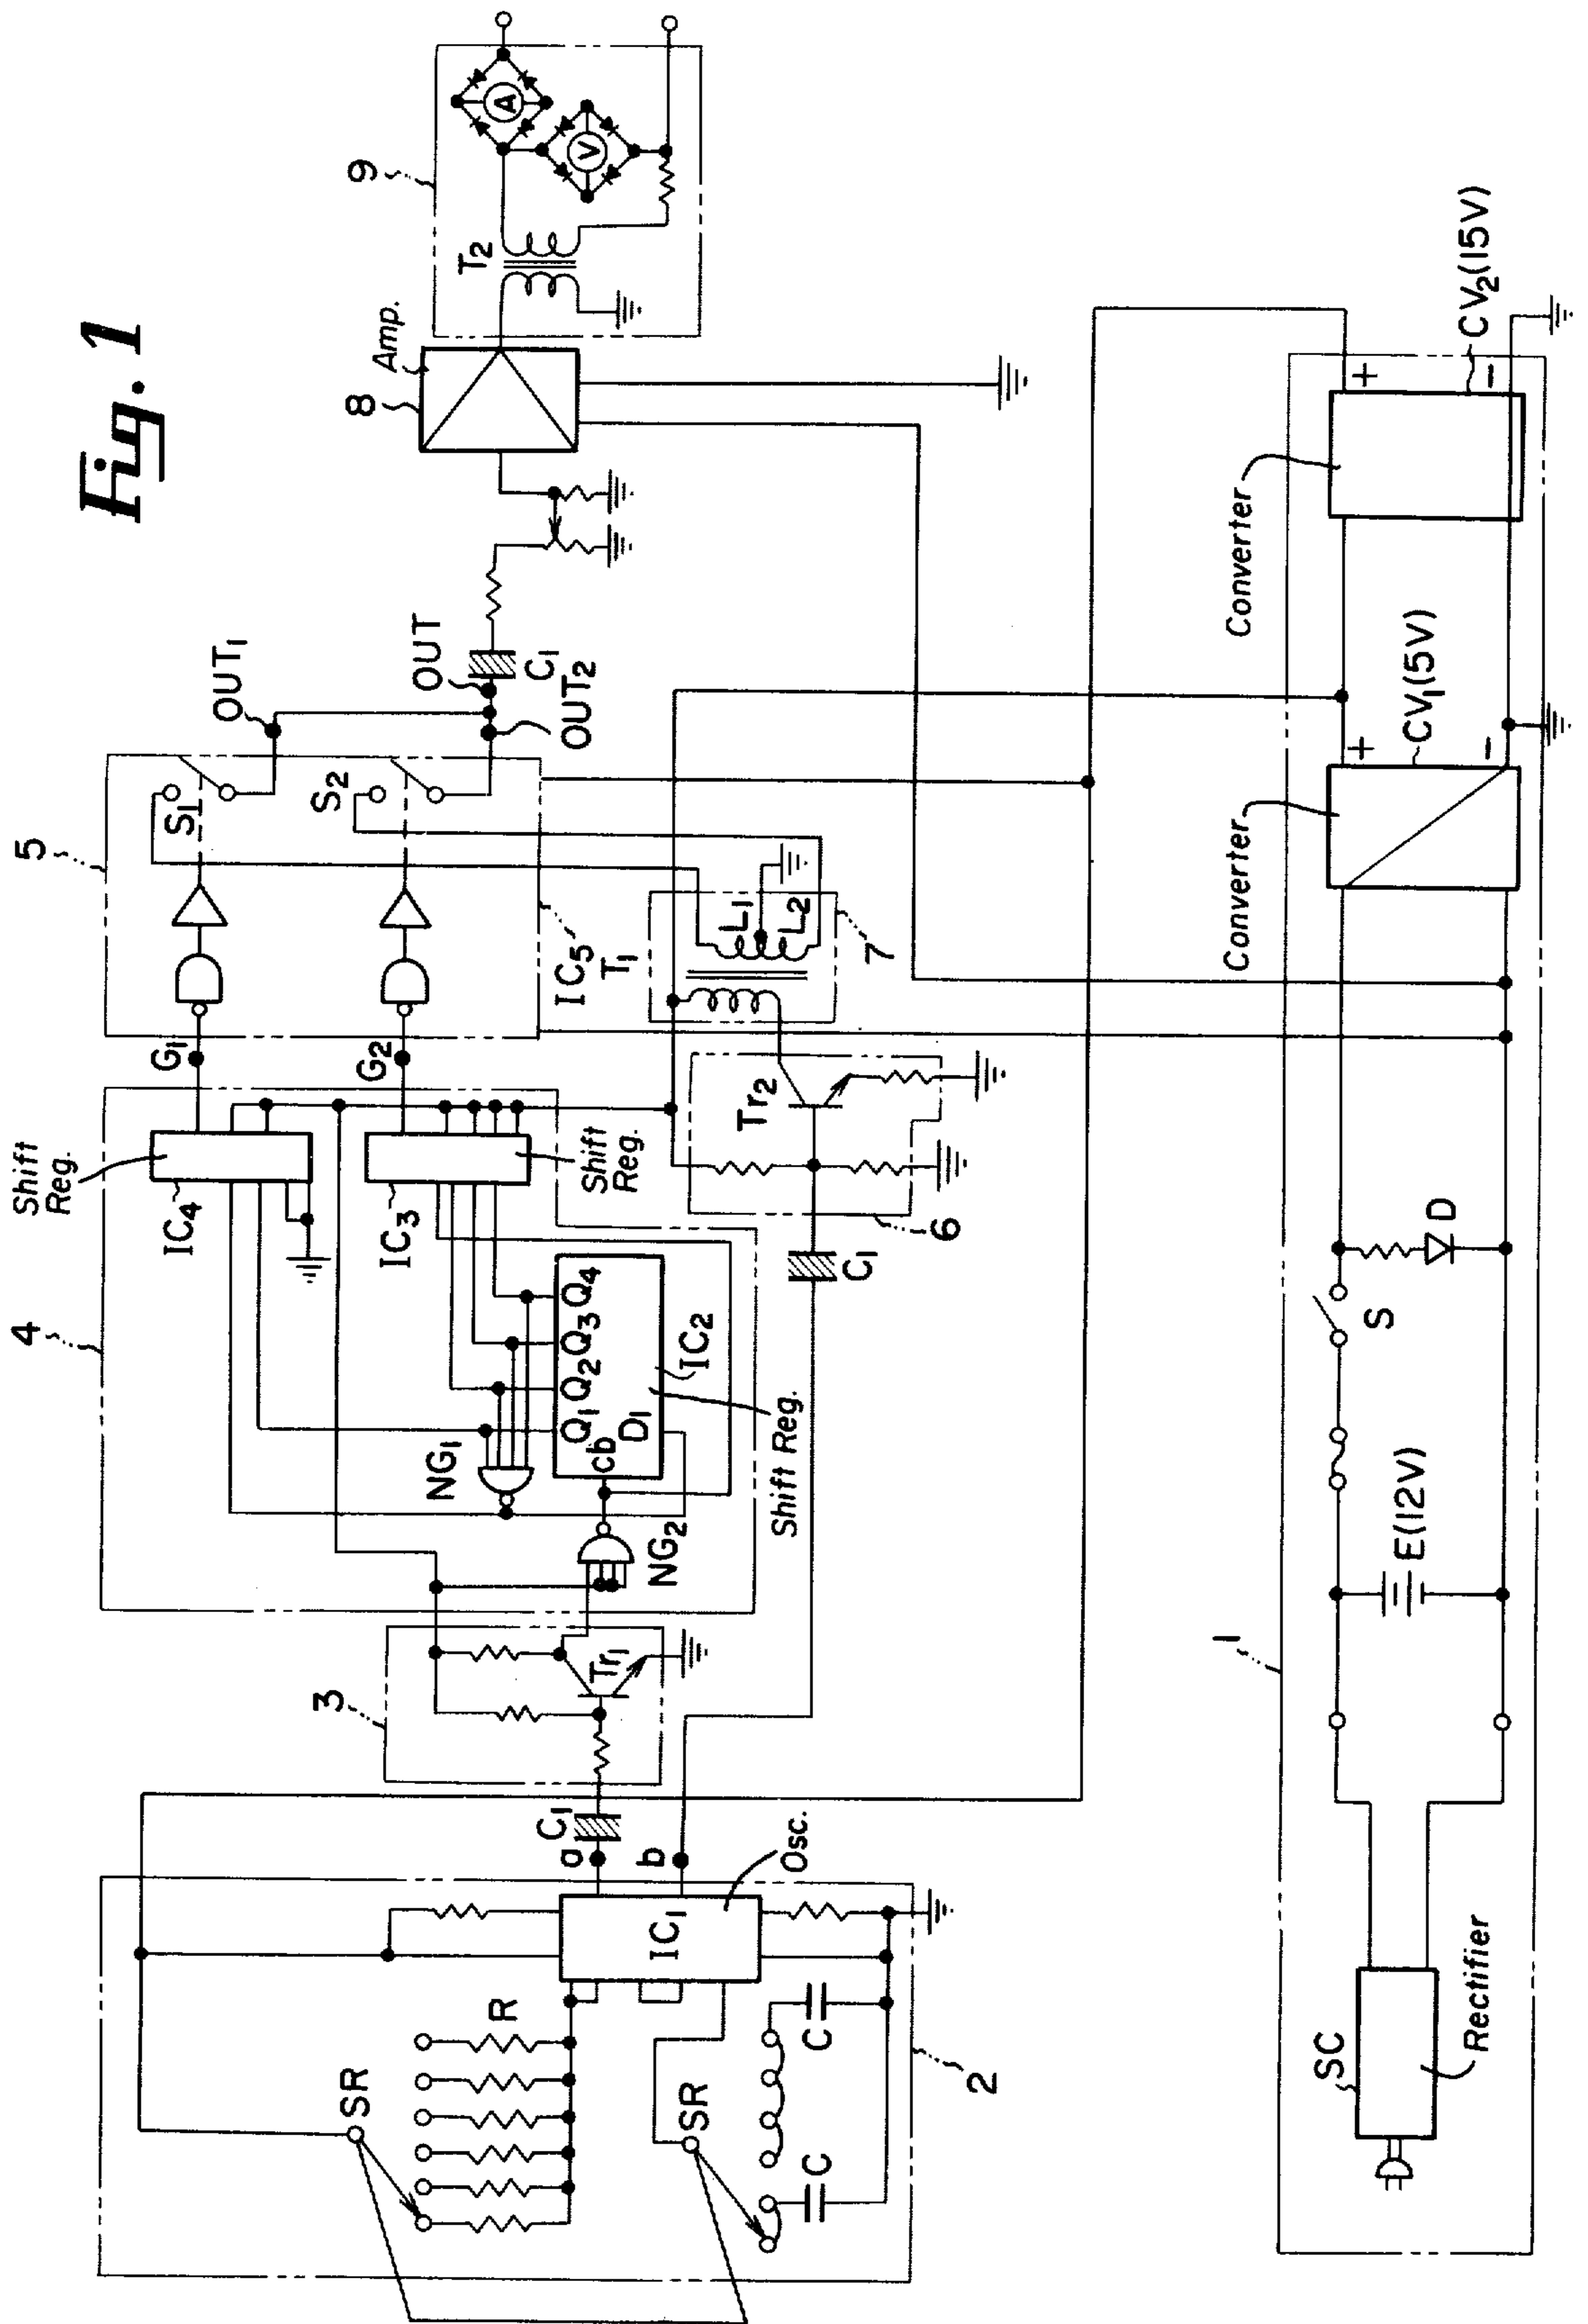 Fig. 1
2
SR
R
SR
C
C
IC1
Osc.
a
b
C1
3
Tr1
4
NG1
NG2
cb
D1
Q1 Q2 Q3 Q4
IC2
Shift Reg.
Shift
Reg.
IC4
IC3
Shift
Reg.
G1
G2
5
S1
S2
IC5
OUT1
OUT
OUT2
C1
C1
6
Tr2
T1
L1
L2
7
8
Amp.
9
T2
A
V
1
SC
Rectifier
E(12V)
S
D
Converter
+
−
CV1(5V)
Converter
+
−
CV2(15V)